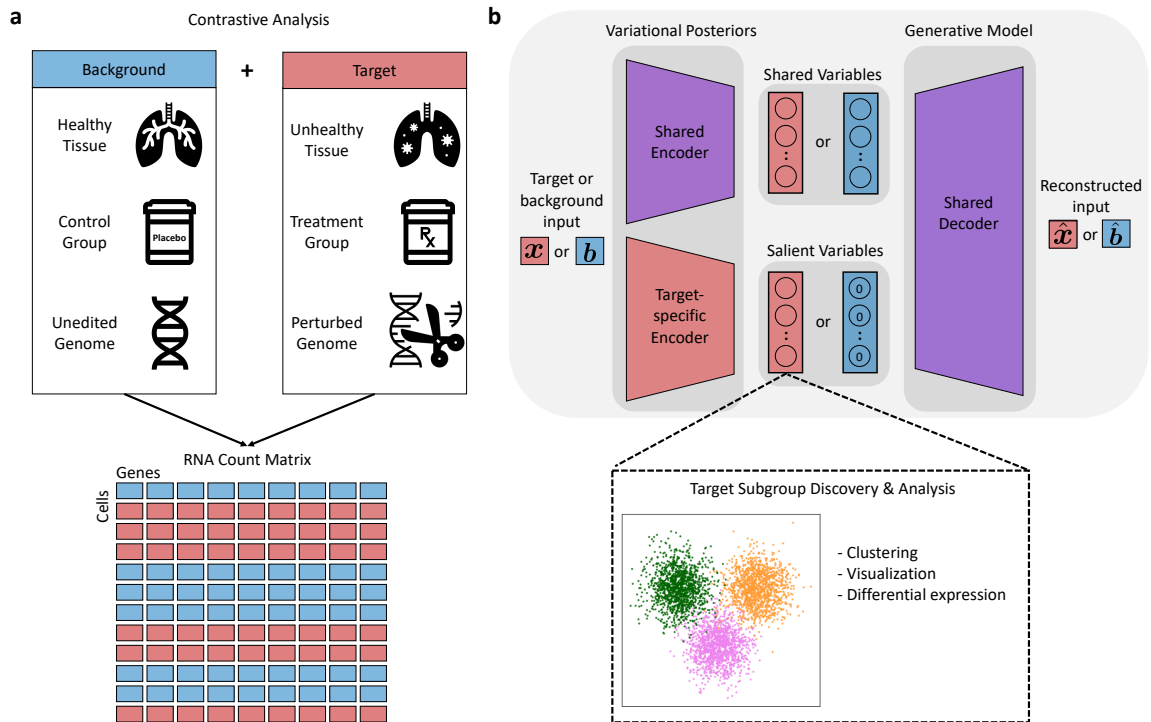 a
Contrastive Analysis
Background
+
Target
Healthy
Tissue
Unhealthy
Tissue
Control
Group
Placebo
Treatment
Group
Rx
Unedited
Genome
Perturbed
Genome
RNA Count Matrix
Genes
Cells
b
Variational Posteriors
Generative Model
Shared Variables
Shared
Encoder
or
Target or
background
input
x or b
Salient Variables
Target-
specific
Encoder
or
0
0
:
0
Shared
Decoder
Reconstructed
input
x̂ or b̂
Target Subgroup Discovery & Analysis
- Clustering
- Visualization
- Differential expression